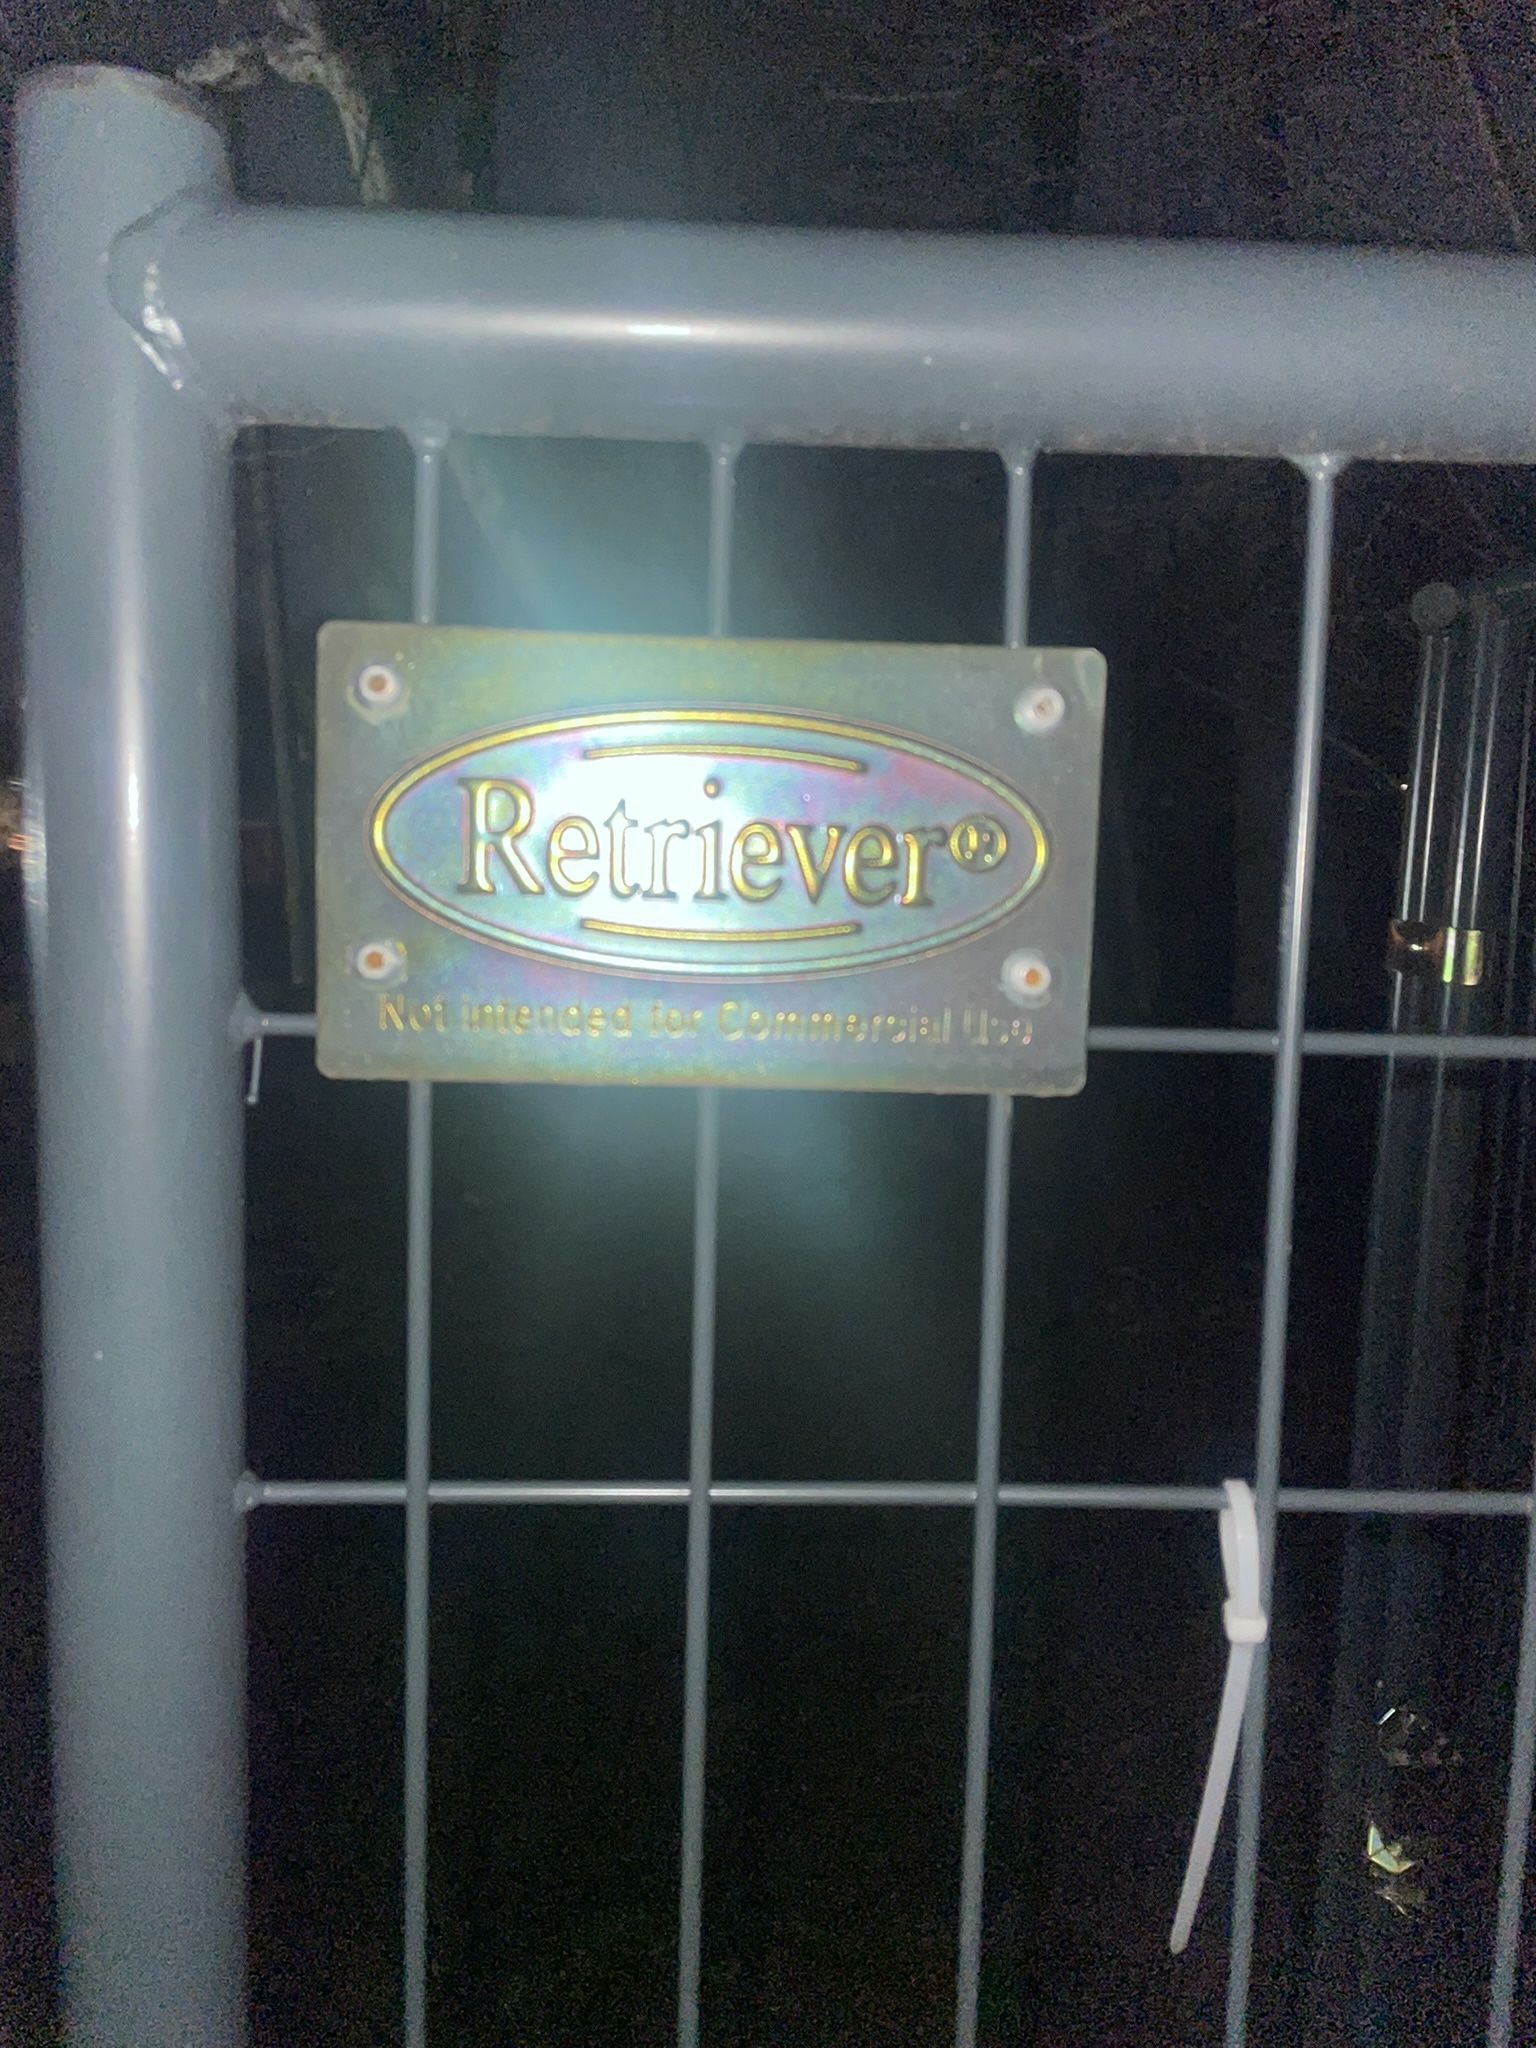 Retriever®
Not intended for Commercial Use